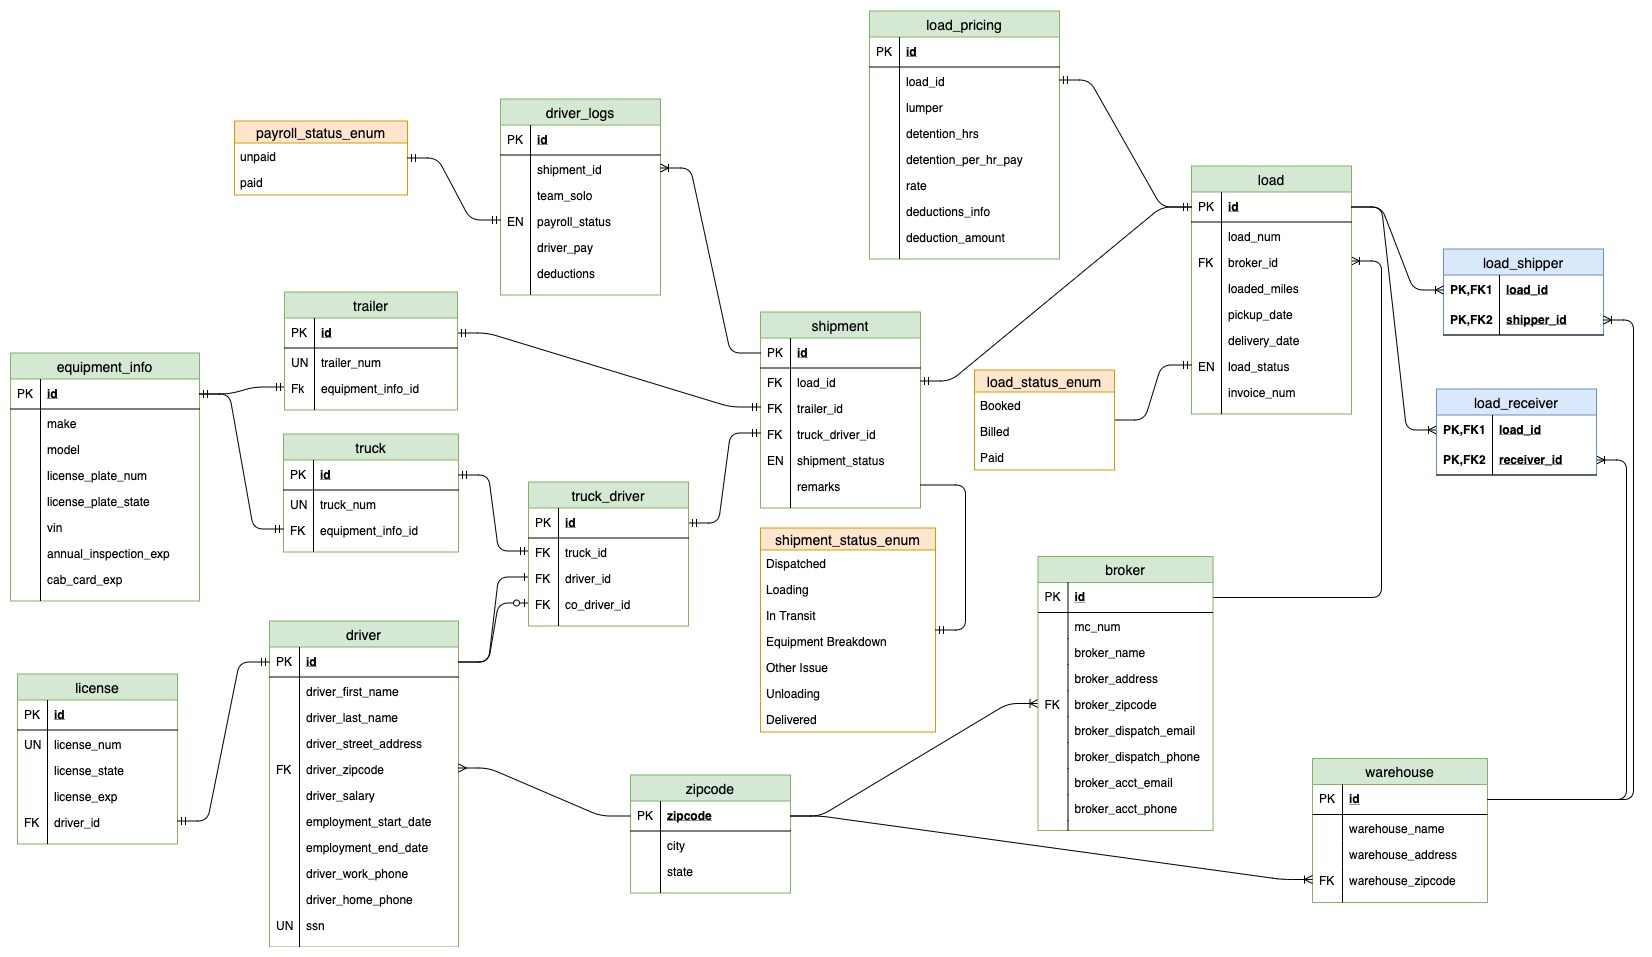 load_pricing
PK id
load_id
lumper
detention_hrs
detention_per_hr_pay
rate
deductions_info
deduction_amount
driver_logs
PK id
shipment_id
team_solo
EN payroll_status
driver_pay
deductions
payroll_status_enum
unpaid
paid
load
PK id
load_num
FK broker_id
loaded_miles
pickup_date
delivery_date
EN load_status
invoice_num
load_shipper
PK,FK1 load_id
PK,FK2 shipper_id
trailer
PK id
UN trailer_num
Fk equipment_info_id
shipment
PK id
FK load_id
FK trailer_id
FK truck_driver_id
EN shipment_status
remarks
equipment_info
PK id
make
model
license_plate_num
license_plate_state
vin
annual_inspection_exp
cab_card_exp
load_status_enum
Booked
Billed
Paid
load_receiver
PK,FK1 load_id
PK,FK2 receiver_id
truck
PK id
UN truck_num
FK equipment_info_id
truck_driver
PK id
FK truck_id
FK driver_id
FK co_driver_id
shipment_status_enum
Dispatched
Loading
In Transit
Equipment Breakdown
Other Issue
Unloading
Delivered
broker
PK id
mc_num
broker_name
broker_address
FK broker_zipcode
broker_dispatch_email
broker_dispatch_phone
broker_acct_email
broker_acct_phone
driver
PK id
driver_first_name
driver_last_name
driver_street_address
FK driver_zipcode
driver_salary
employment_start_date
employment_end_date
driver_work_phone
driver_home_phone
UN ssn
license
PK id
UN license_num
license_state
license_exp
FK driver_id
zipcode
PK zipcode
city
state
warehouse
PK id
warehouse_name
warehouse_address
FK warehouse_zipcode